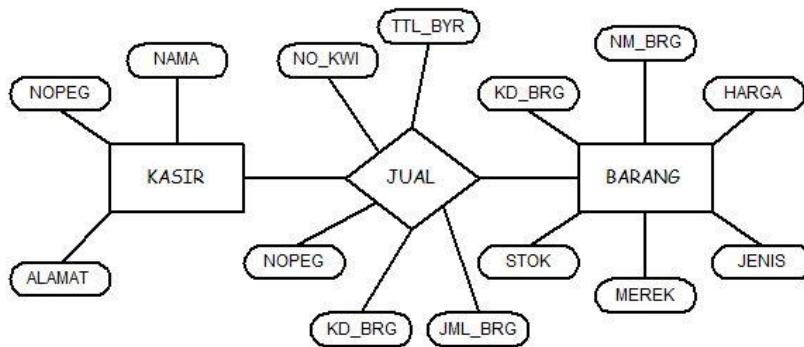 TTL_BYR
NAMA
NO_KWI
NM_BRG
NOPEG
KD_BRG
HARGA
KASIR
JUAL
BARANG
NOPEG
STOK
JENIS
ALAMAT
MEREK
KD_BRG
JML_BRG